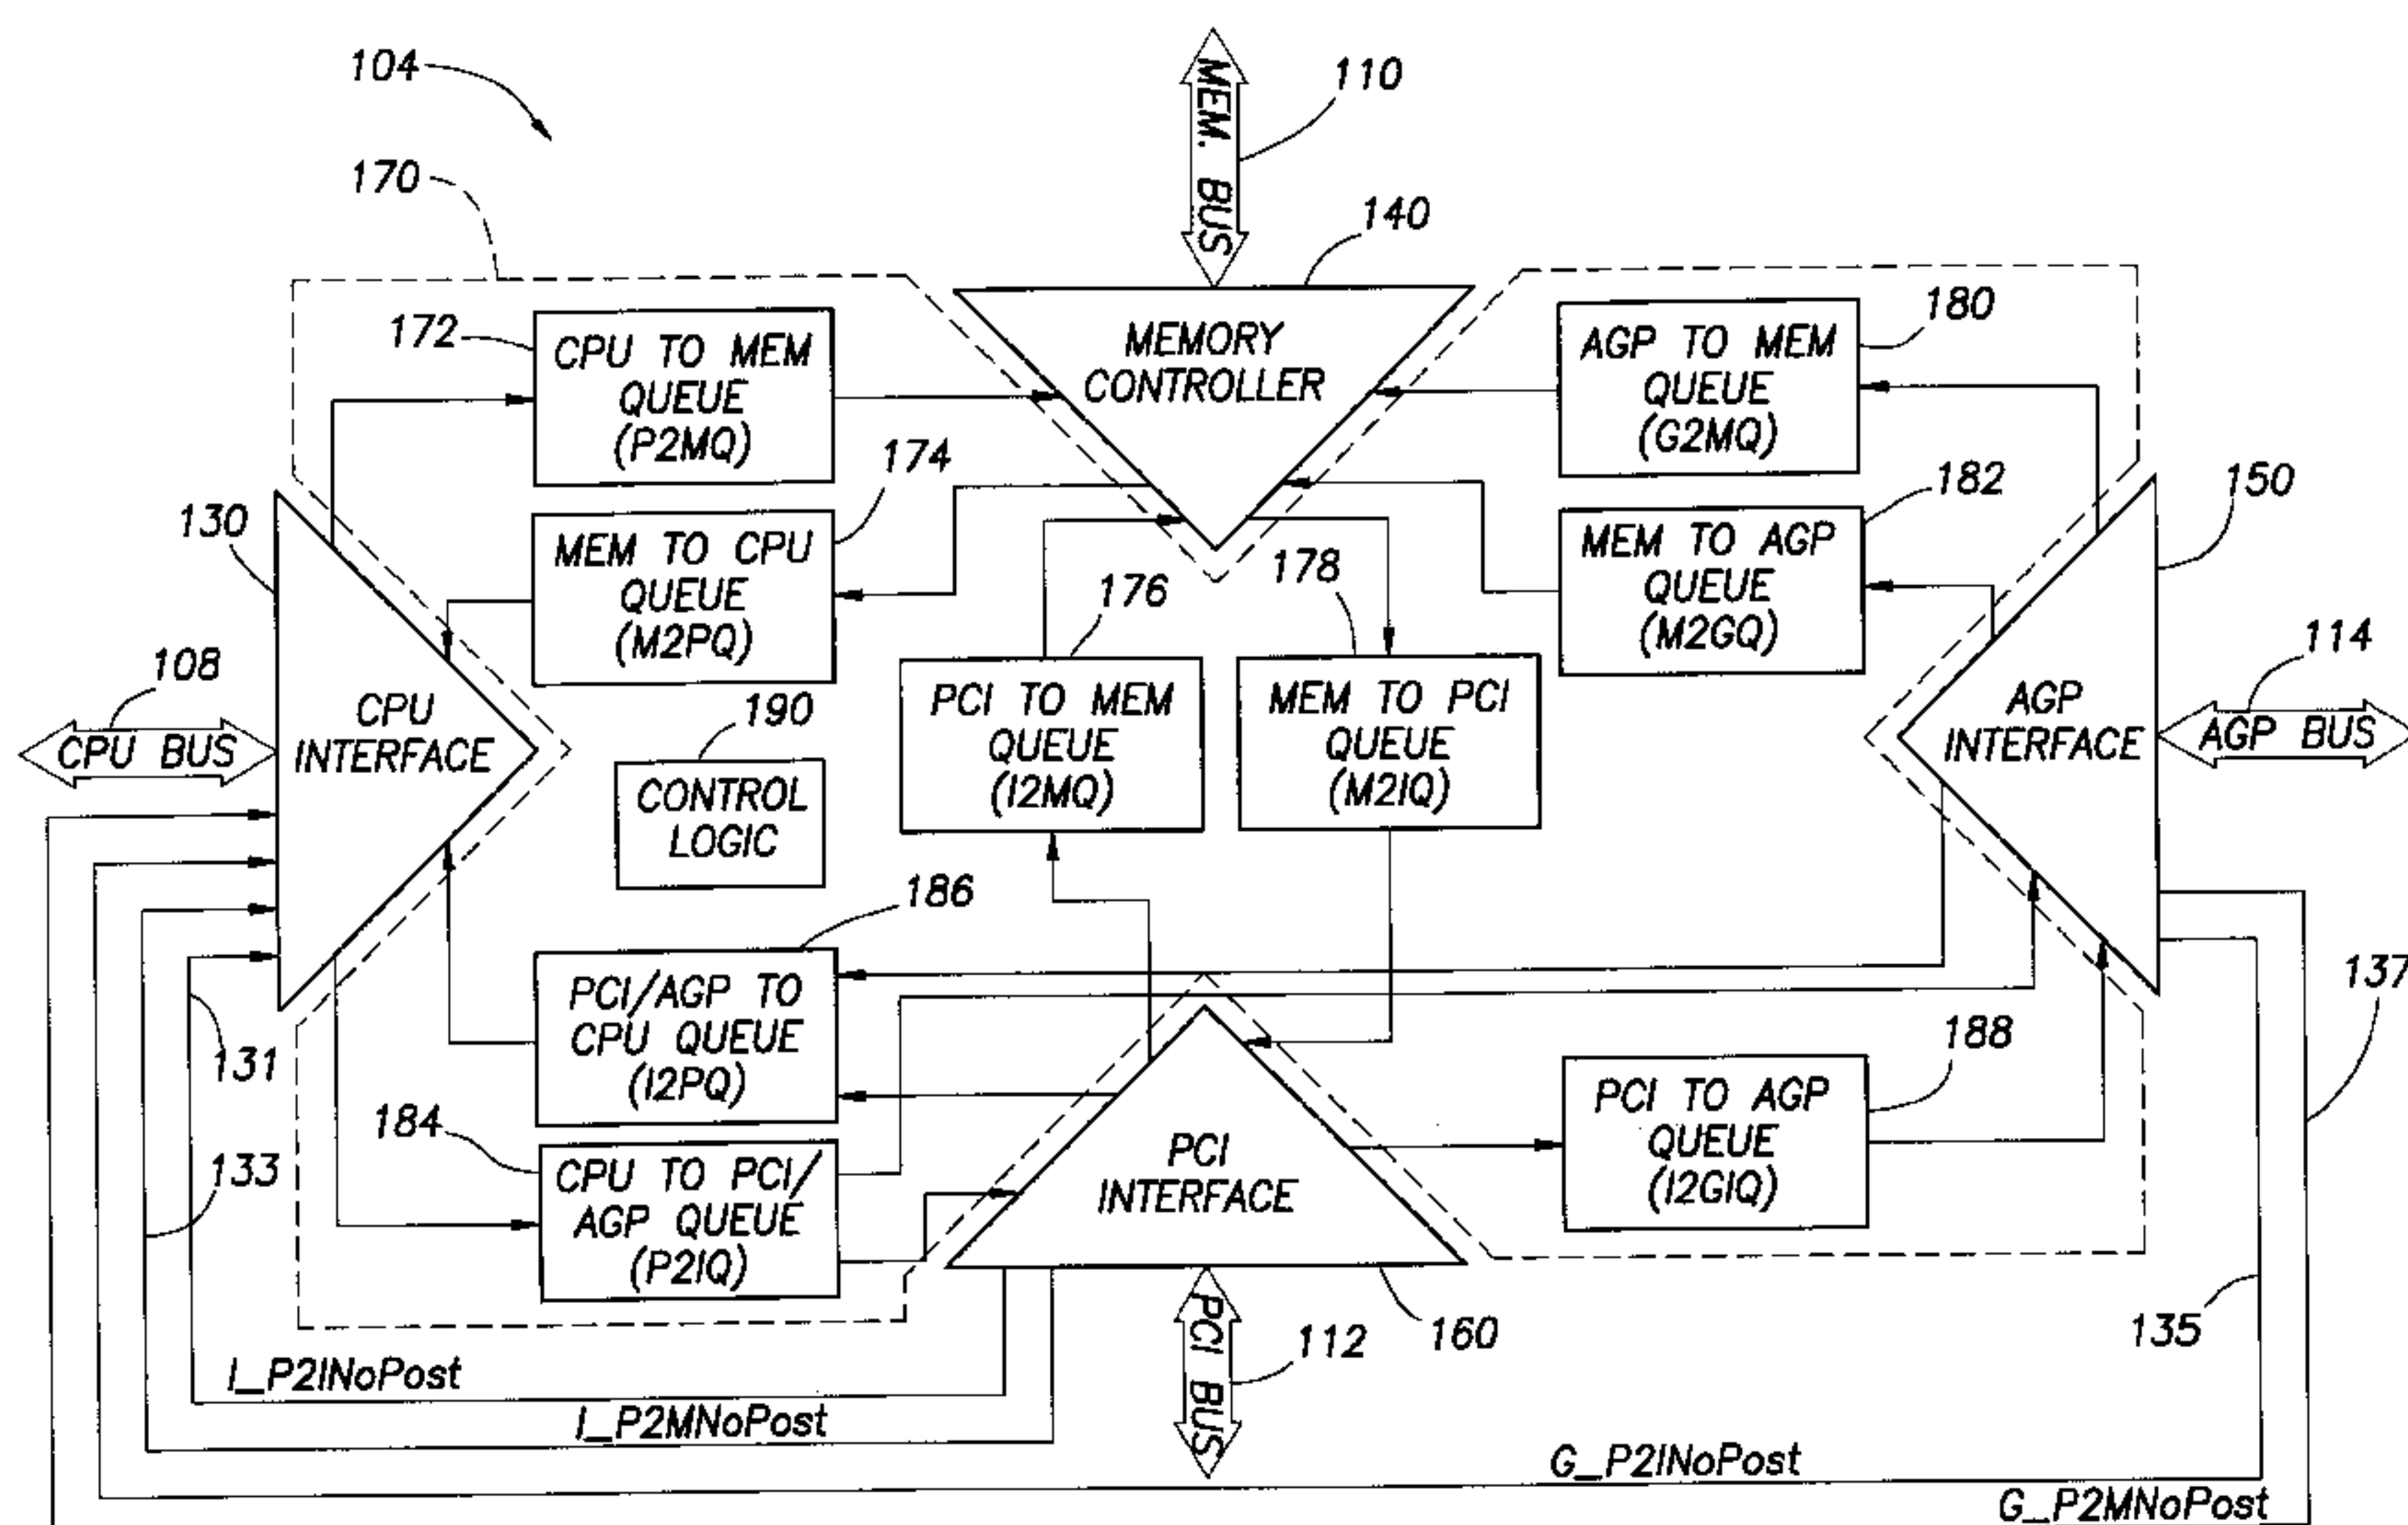 104
110
MEM. BUS
170
140
172
CPU TO MEM
QUEUE
(P2MQ)
MEMORY
CONTROLLER
AGP TO MEM
QUEUE
(G2MQ)
180
174
182
130
MEM TO CPU
QUEUE
(M2PQ)
176
178
MEM TO AGP
QUEUE
(M2GQ)
150
108
CPU BUS
CPU
INTERFACE
190
CONTROL
LOGIC
PCI TO MEM
QUEUE
(I2MQ)
MEM TO PCI
QUEUE
(M2IQ)
AGP
INTERFACE
114
AGP BUS
186
PCI/AGP TO
CPU QUEUE
(I2PQ)
137
131
188
PCI TO AGP
QUEUE
(I2GIQ)
184
CPU TO PCI/
AGP QUEUE
(P2IQ)
133
PCI
INTERFACE
135
PCI BUS
112
160
I_P2INoPost
I_P2MNoPost
G_P2INoPost
G_P2MNoPost